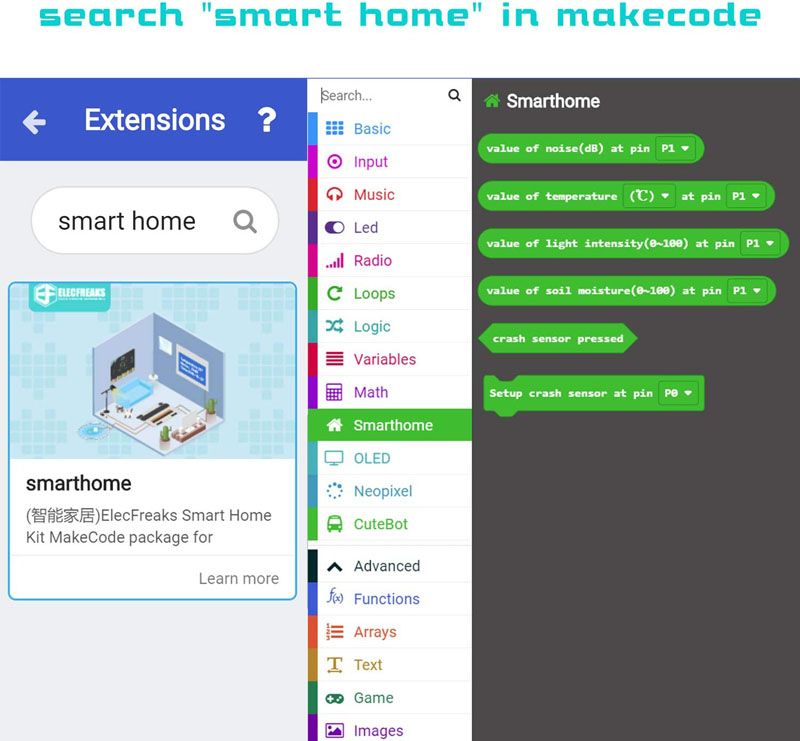 search "smart home" in makecode
Extensions ?
smart home
ELECFREAKS
smarthome
(智能家居)ElecFreaks Smart Home
Kit MakeCode package for
Learn more
Search...
Basic
Input
Music
Led
Radio
Loops
Logic
Variables
Math
Smarthome
OLED
Neopixel
CuteBot
Advanced
f(x) Functions
Arrays
T Text
Game
Images
Smarthome
value of noise(dB) at pin P1
value of temperature (℃) at pin P1
value of light intensity(0~100) at pin P1
value of soil moisture(0~100) at pin P1
crash sensor pressed
Setup crash sensor at pin P0